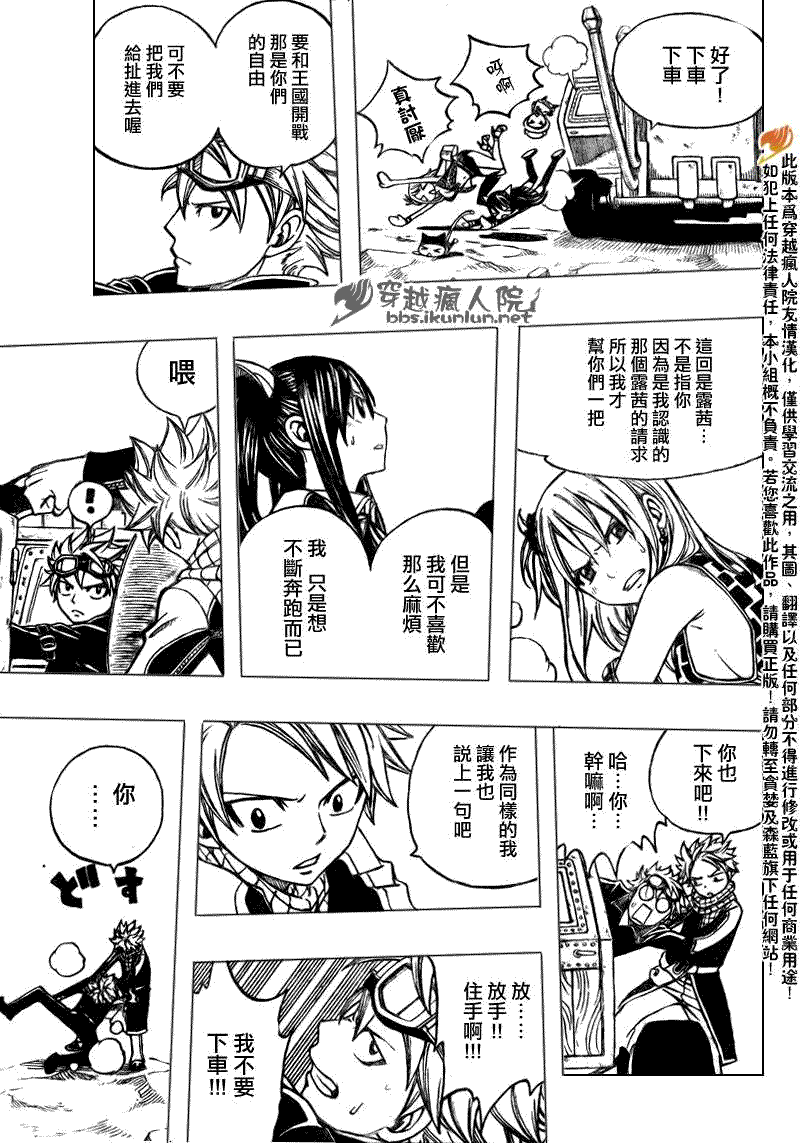 好了！
下車
下車
呀啊
真討厭
要和王國開戰
那是你們
的自由
可不要
把我們
給扯進去喔
穿越瘋人院
bbs.ikunlun.net
這回是露茜…
不是指你
因為是我認識的
那個露茜的請求
所以我才
幫你們一把
但是
我可不喜歡
那么麻煩
我 只是想
不斷奔跑而已
喂
！
你也
下來吧!!
哈…你…
幹嘛啊…
作為同樣的我
讓我也
説上一句吧
你
……
どす
放……
放手!!
住手啊!!!
我不要
下車!!!
此版本爲穿越瘋人院友情漢化，僅供學習交流之用，其圖、翻譯以及任何部分不得進行修改或用于任何商業用途！
如犯上任何法律責任，本小組概不負責。若您喜歡此作品，請購買正版！請勿轉至貪婪及森藍旗下任何網站！